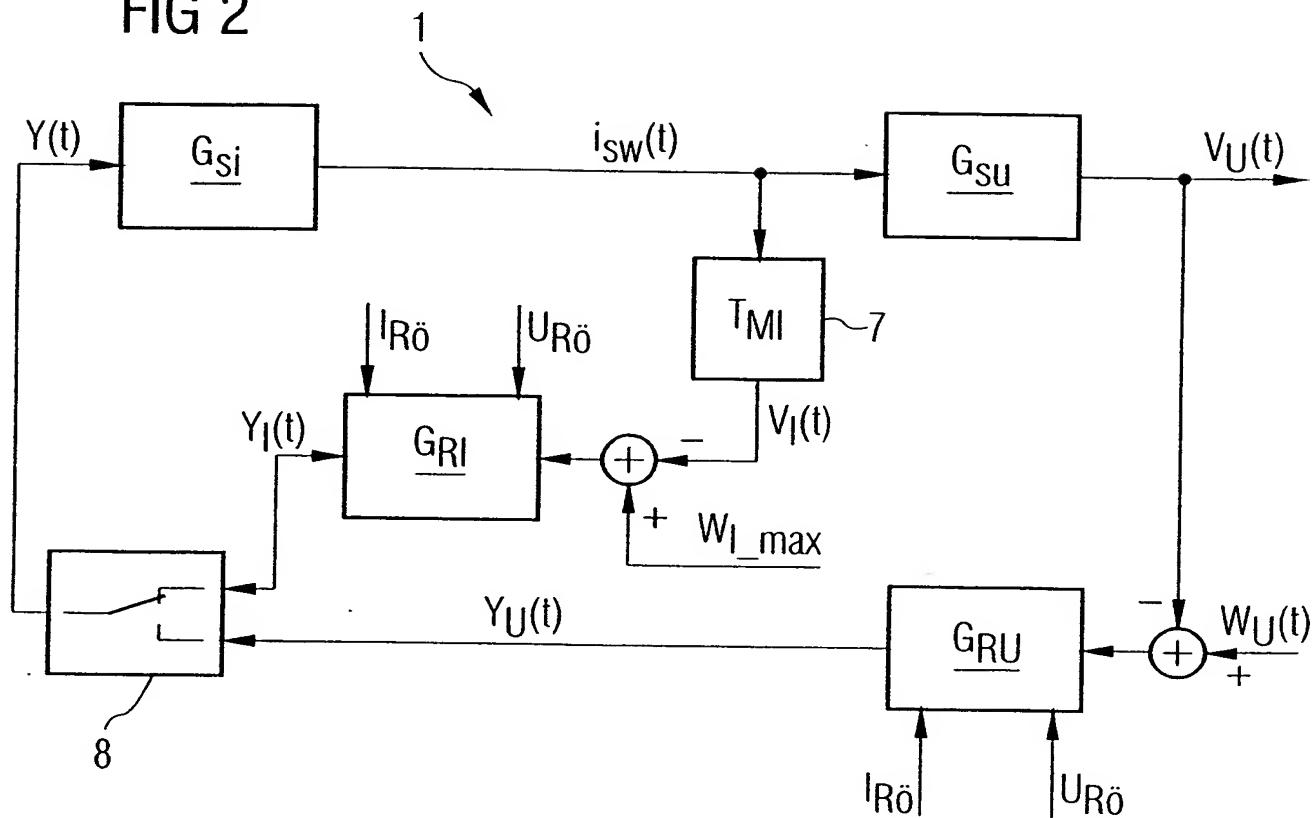 FIG 2
1
Y(t)
G_Si
i_SW(t)
G_SU
V_U(t)
T_MI
7
I_Rö
U_Rö
V_I(t)
Y_I(t)
G_RI
+
−
+
W_I_max
Y_U(t)
G_RU
−
+
W_U(t)
+
8
I_Rö
U_Rö